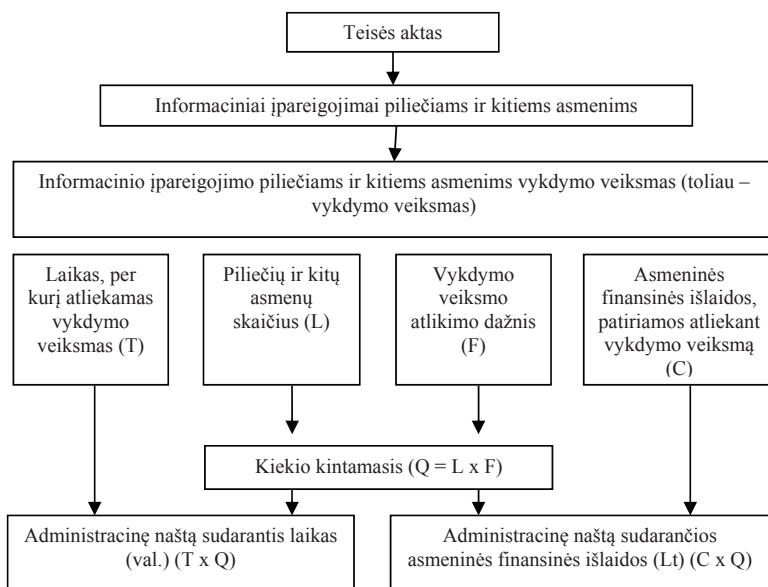 Teisės aktas
Informaciniai įpareigojimai piliečiams ir kitiems asmenims
Informacinio įpareigojimo piliečiams ir kitiems asmenims vykdymo veiksmas (toliau –
vykdymo veiksmas)
Laikas, per
kurį atliekamas
vykdymo
veiksmas (T)
Piliečių ir kitų
asmenų
skaičius (L)
Vykdymo
veiksmo
atlikimo dažnis
(F)
Asmeninės
finansinės išlaidos,
patiriamos atliekant
vykdymo veiksmą
(C)
Kiekio kintamasis (Q = L x F)
Administracinę naštą sudarantis laikas
(val.) (T x Q)
Administracinę naštą sudarančios
asmeninės finansinės išlaidos (Lt) (C x Q)